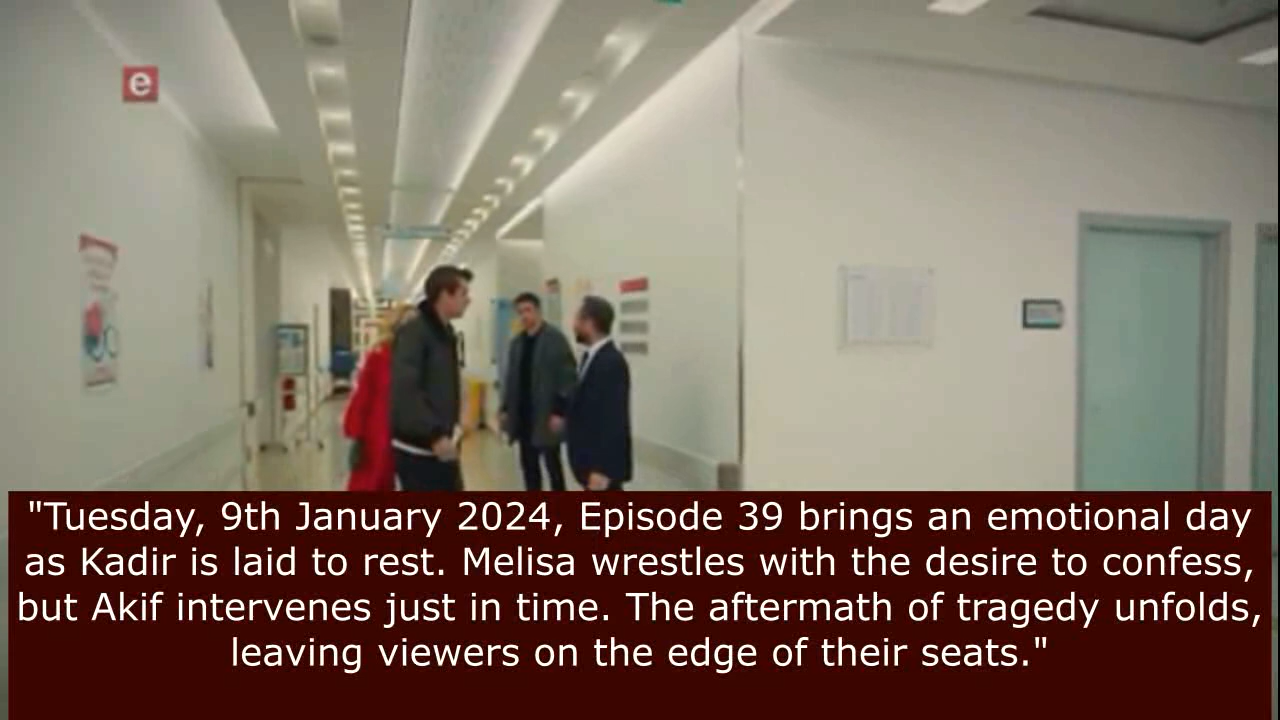 e
"Tuesday, 9th January 2024, Episode 39 brings an emotional day
as Kadir is laid to rest. Melisa wrestles with the desire to confess,
but Akif intervenes just in time. The aftermath of tragedy unfolds,
leaving viewers on the edge of their seats."